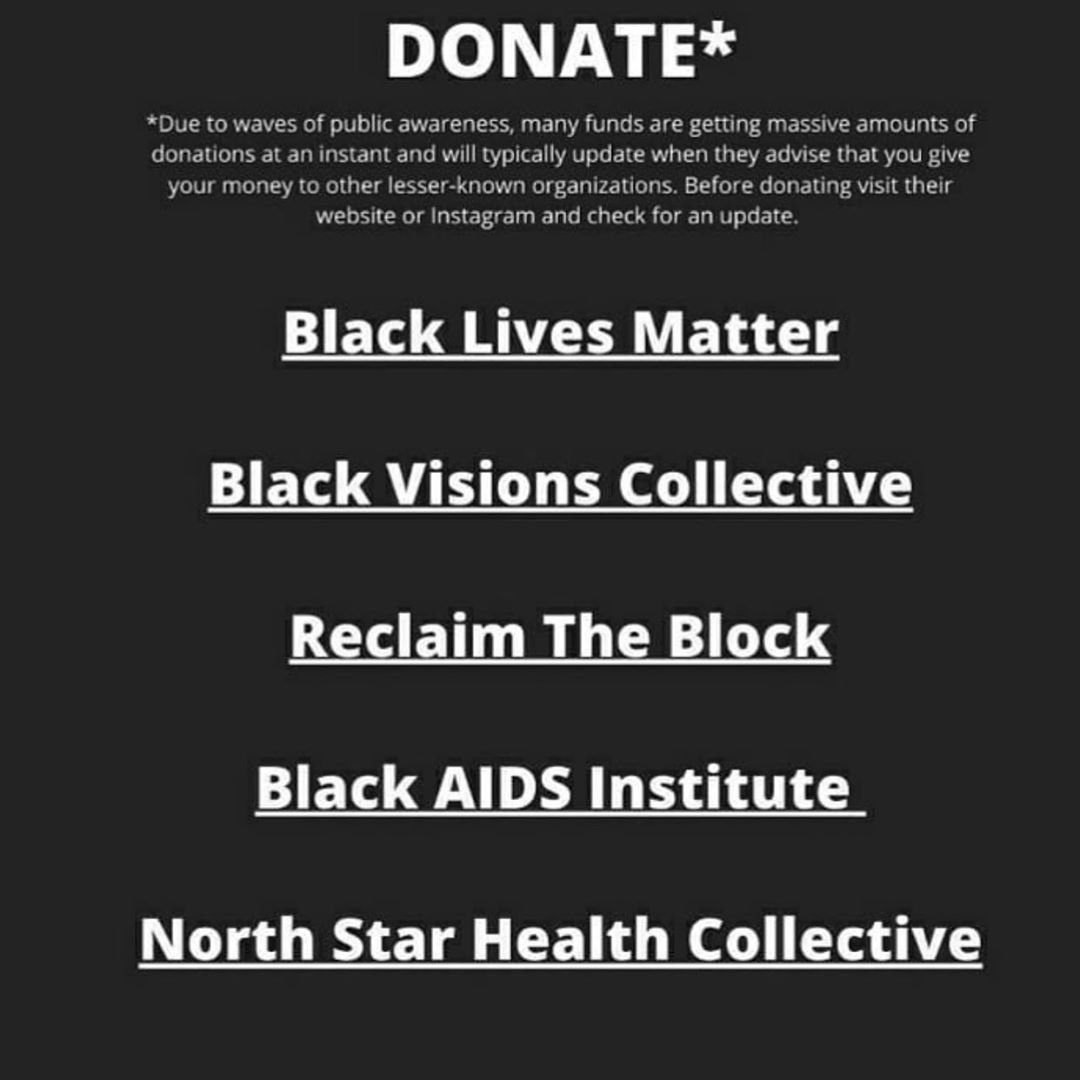 DONATE*
*Due to waves of public awareness, many funds are getting massive amounts of
donations at an instant and will typically update when they advise that you give
your money to other lesser-known organizations. Before donating visit their
website or Instagram and check for an update.
Black Lives Matter
Black Visions Collective
Reclaim The Block
Black AIDS Institute
North Star Health Collective